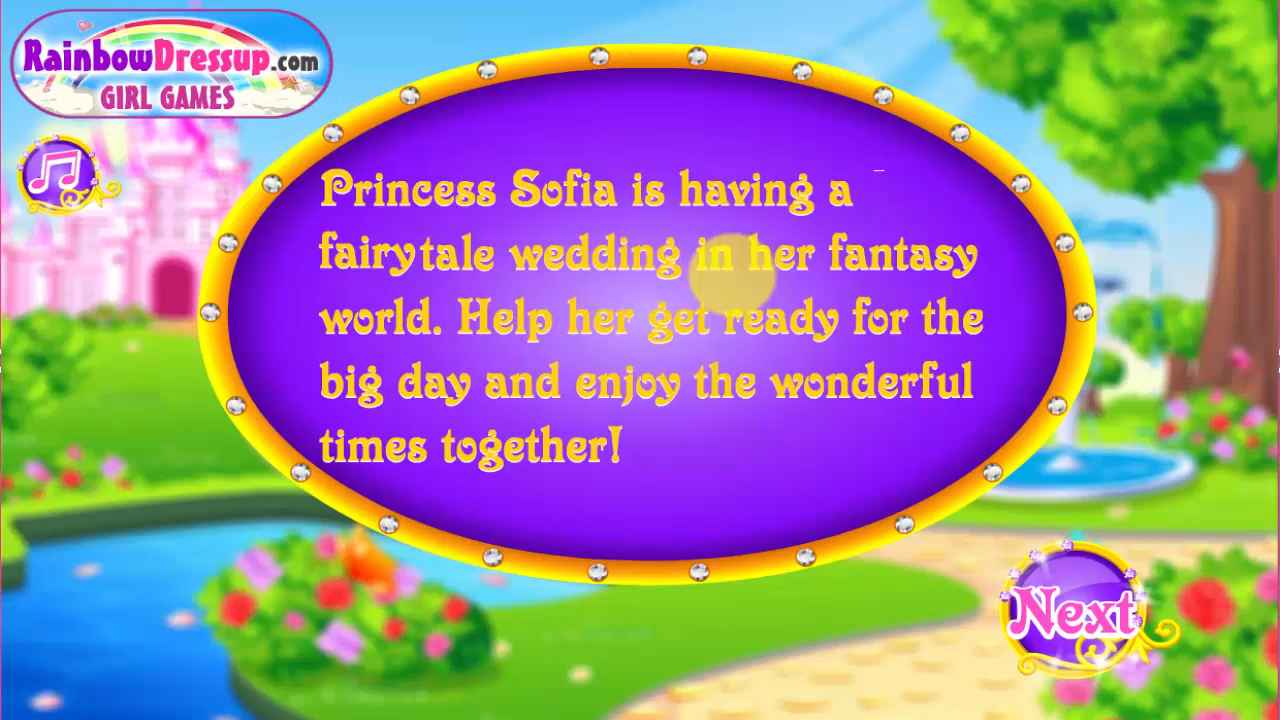 RainbowDressup.com
GIRL GAMES
Princess Sofia is having a
fairytale wedding in her fantasy
world. Help her get ready for the
big day and enjoy the wonderful
times together!
Next